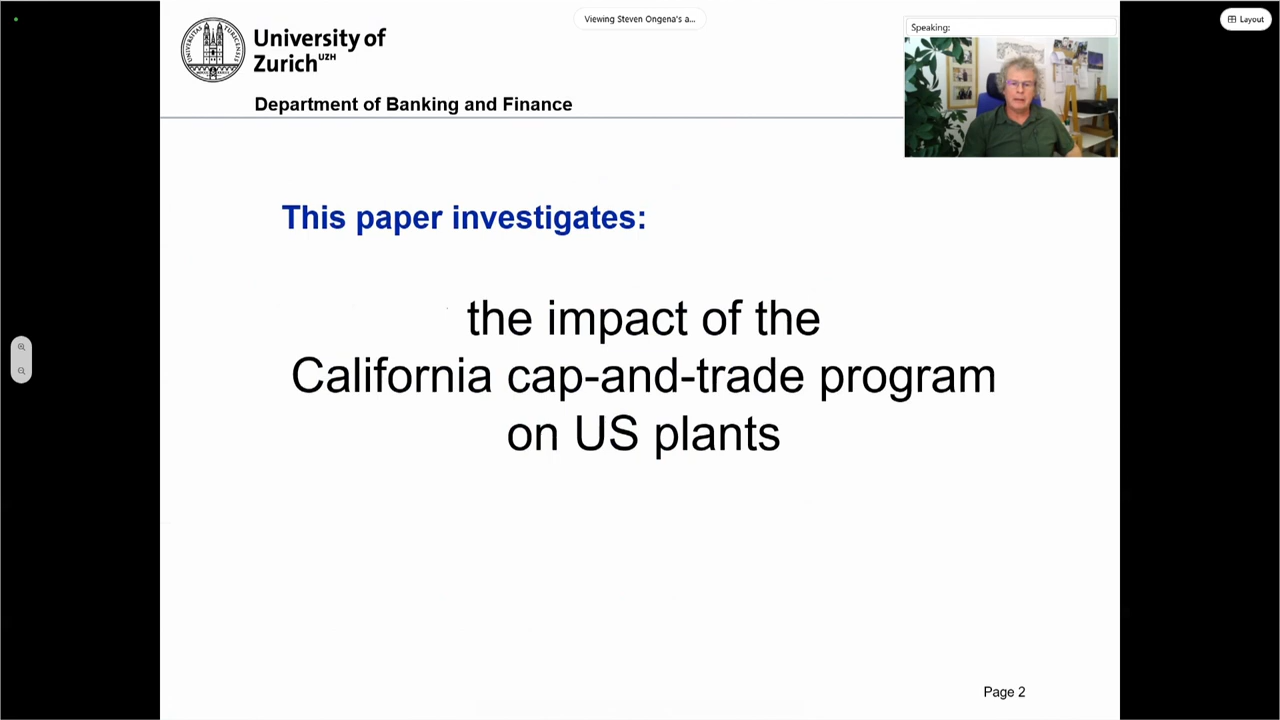 Viewing Steven Ongena's a...
Layout
Speaking:
University of
Zurich UZH
Department of Banking and Finance
This paper investigates:
the impact of the
California cap-and-trade program
on US plants
Page 2